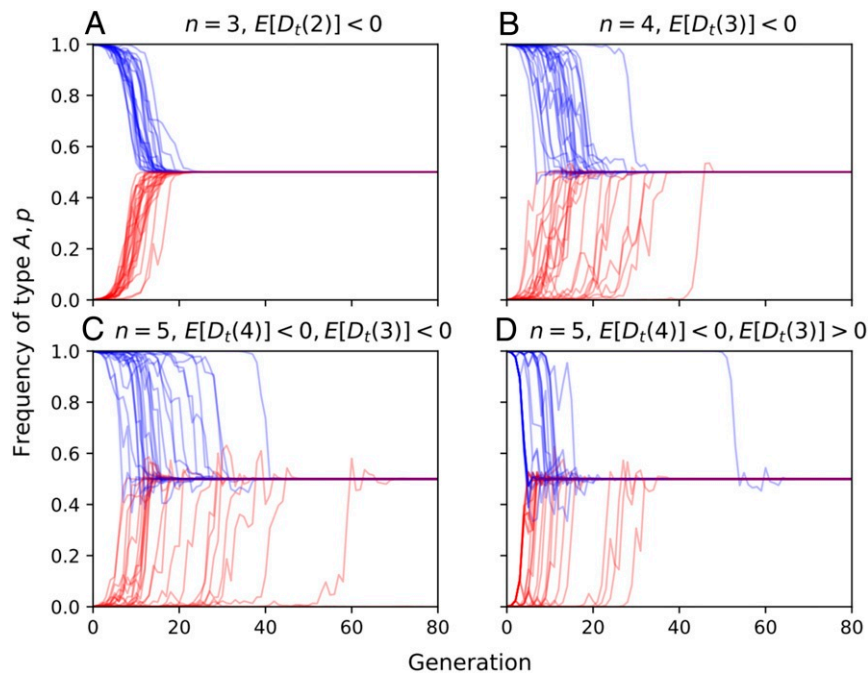 A n = 3, E[D_t(2)] < 0
B n = 4, E[D_t(3)] < 0
1.0
0.8
0.6
0.4
0.2
0.0
C n = 5, E[D_t(4)] < 0, E[D_t(3)] < 0
D n = 5, E[D_t(4)] < 0, E[D_t(3)] > 0
1.0
0.8
0.6
0.4
0.2
0.0
0 20 40 60 80
0 20 40 60 80
Frequency of type A, p
Generation